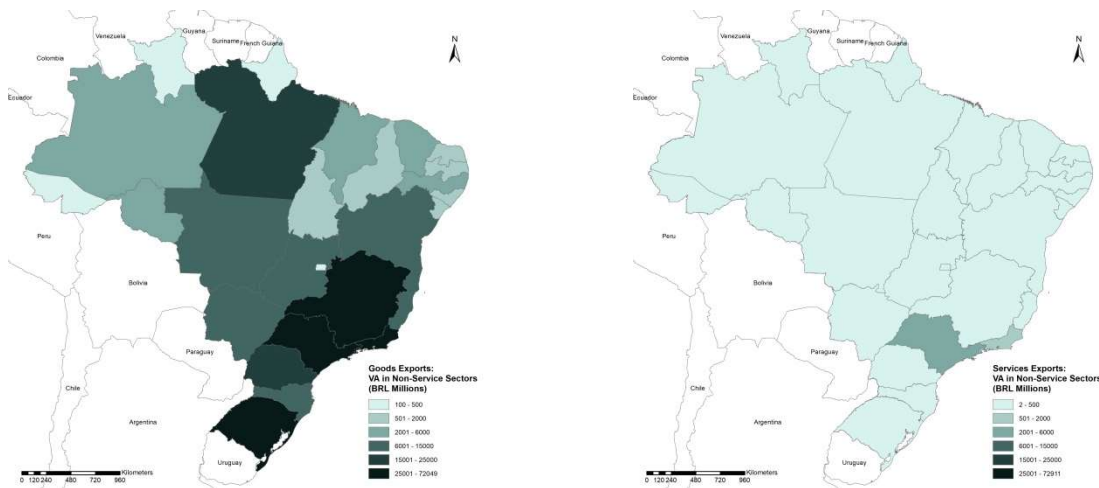 Venezuela
Guyana
Suriname
French Guiana
Colombia
Ecuador
Peru
Bolivia
Paraguay
Chile
Argentina
Uruguay
N
Goods Exports:
VA in Non-Service Sectors
(BRL Millions)
100 - 500
501 - 2000
2001 - 6000
6001 - 15000
15001 - 25000
25001 - 72049
Kilometers
0 120 240 480 720 960
Venezuela
Guyana
Suriname
French Guiana
Colombia
Ecuador
Peru
Bolivia
Paraguay
Chile
Argentina
Uruguay
N
Services Exports:
VA in Non-Service Sectors
(BRL Millions)
2 - 500
501 - 2000
2001 - 6000
6001 - 15000
15001 - 25000
25001 - 72911
Kilometers
0 120 240 480 720 960